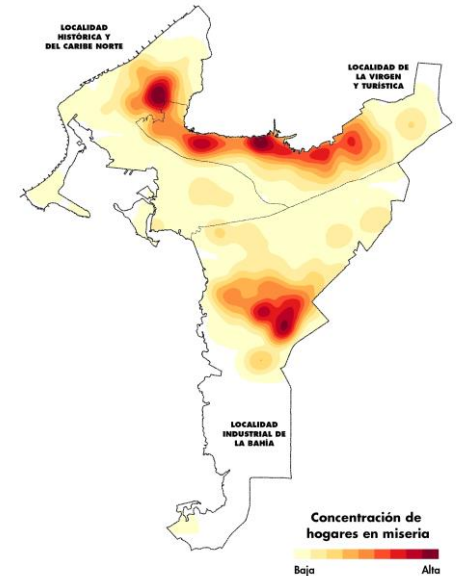 LOCALIDAD
HISTÓRICA Y
DEL CARIBE NORTE
LOCALIDAD DE
LA VIRGEN
Y TURÍSTICA
LOCALIDAD
INDUSTRIAL DE
LA BAHÍA
Concentración de
hogares en miseria
Baja Alta